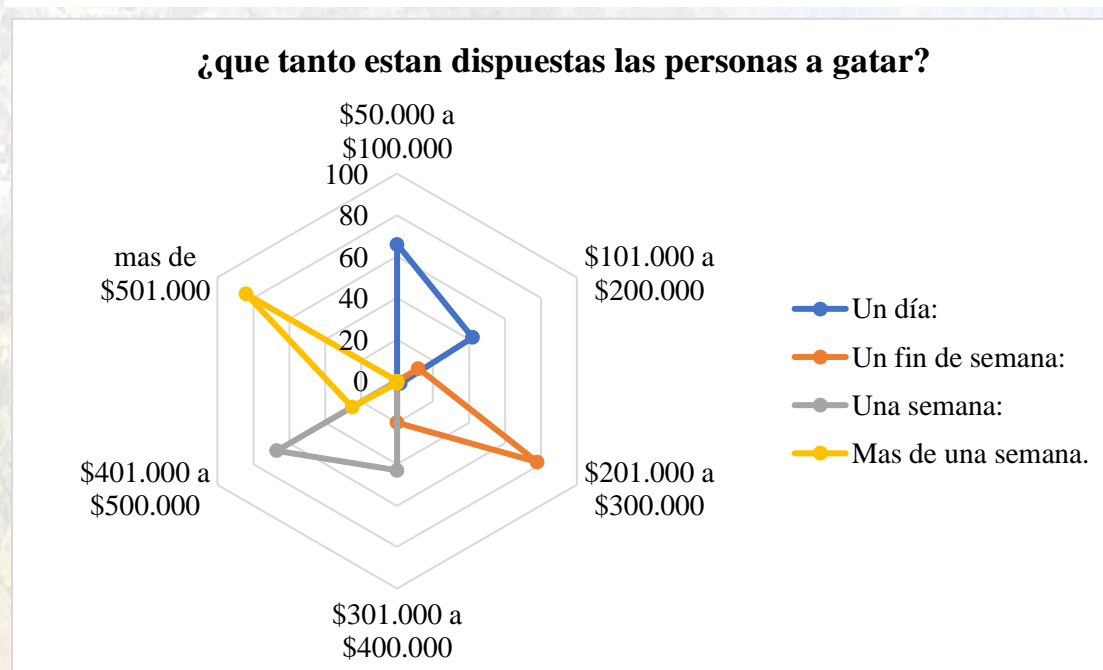 ¿que tanto estan dispuestas las personas a gatar?
$50.000 a
$100.000
100
80
60
40
20
0
$101.000 a
$200.000
$201.000 a
$300.000
$301.000 a
$400.000
$401.000 a
$500.000
mas de
$501.000
Un día:
Un fin de semana:
Una semana:
Mas de una semana.